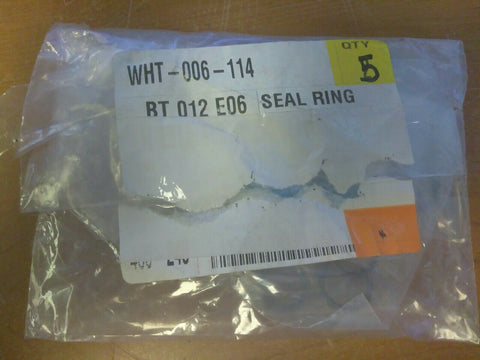 QTY
5
WHT-006-114
BT 012 E06 SEAL RING